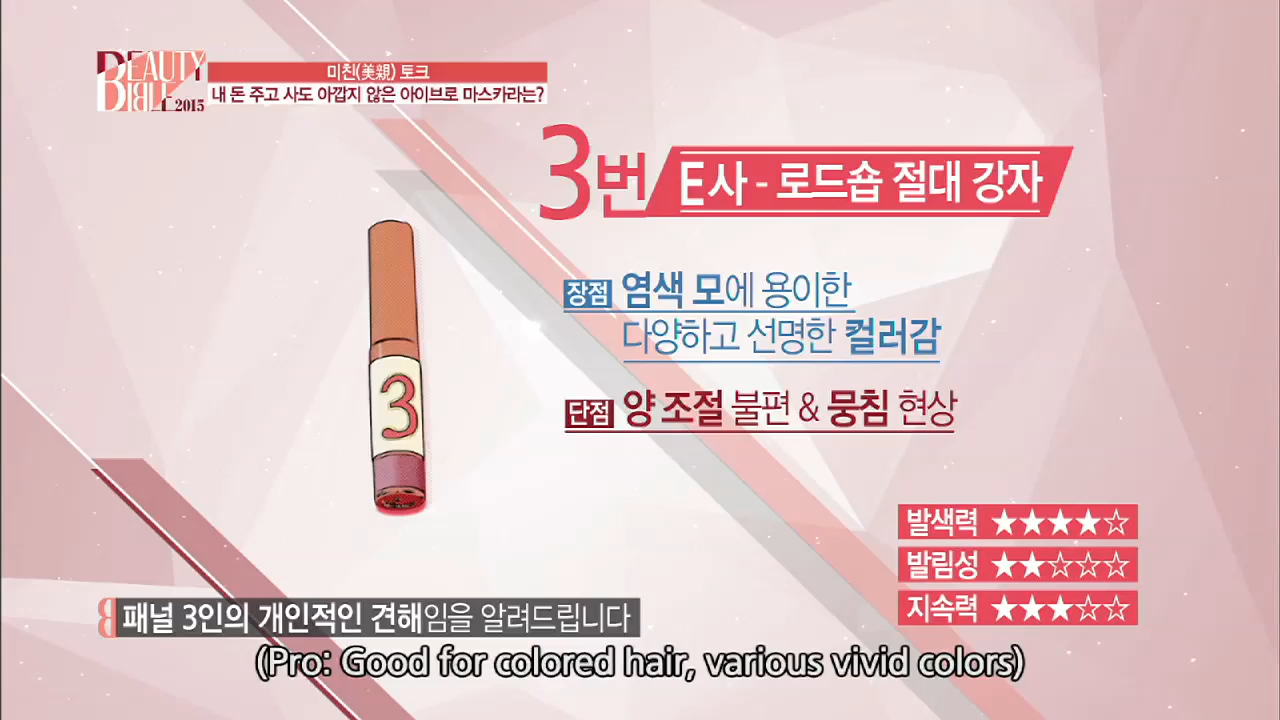 BEAUTY
BIBLE 2015
미친(美親) 토크
내 돈 주고 사도 아깝지 않은 아이브로 마스카라는?
3번 E사 - 로드숍 절대 강자
장점 염색 모에 용이한
다양하고 선명한 컬러감
단점 양 조절 불편 & 뭉침 현상
3
발색력 ★★★★☆
발림성 ★★☆☆☆
지속력 ★★★☆☆
B 패널 3인의 개인적인 견해임을 알려드립니다
(Pro: Good for colored hair, various vivid colors)